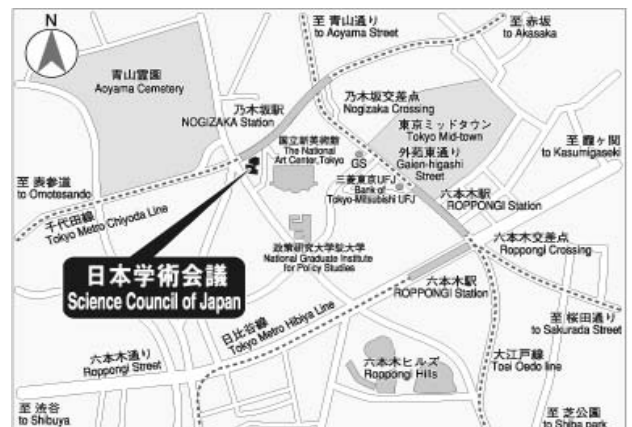 N
至 青山通り
to Aoyama Street
至 赤坂
to Akasaka
青山霊園
Aoyama Cemetery
乃木坂駅
NOGIZAKA Station
乃木坂交差点
Nogizaka Crossing
国立新美術館
The National
Art Center, Tokyo
東京ミッドタウン
Tokyo Mid-town
外苑東通り
Gaien-higashi
Street
至 霞ヶ関
to Kasumigaseki
GS
三菱東京UFJ
Bank of
Tokyo-Mitsubishi UFJ
至 表参道
to Omotesando
千代田線
Tokyo Metro Chiyoda Line
六本木駅
ROPPONGI Station
六本木交差点
Roppongi Crossing
政策研究大学院大学
National Graduate Institute
for Policy Studies
日本学術会議
Science Council of Japan
六本木駅
ROPPONGI Station
日比谷線
Tokyo Metro Hibiya Line
至 桜田通り
to Sakurada Street
六本木通り
Roppongi Street
六本木ヒルズ
Roppongi Hills
大江戸線
Toei Oedo line
至 渋谷
to Shibuya
至 芝公園
to Shiba park